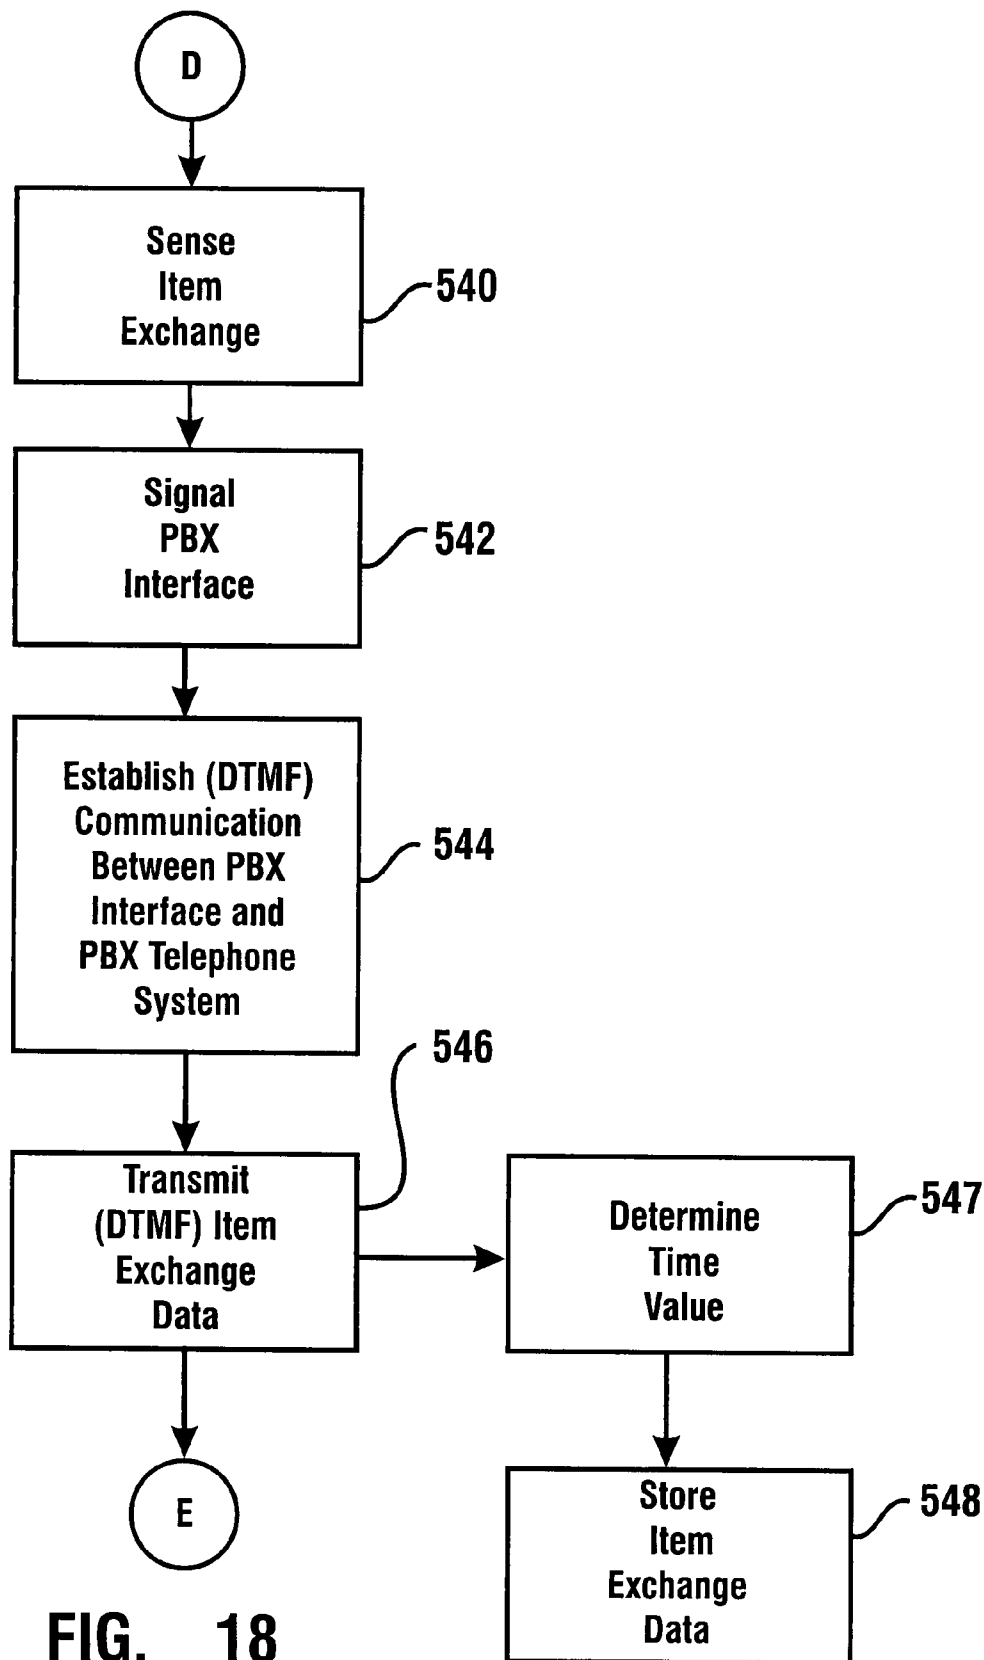 D
Sense
Item
Exchange
540
Signal
PBX
Interface
542
Establish (DTMF)
Communication
Between PBX
Interface and
PBX Telephone
System
544
546
Transmit
(DTMF) Item
Exchange
Data
Determine
Time
Value
547
E
Store
Item
Exchange
Data
548
FIG. 18